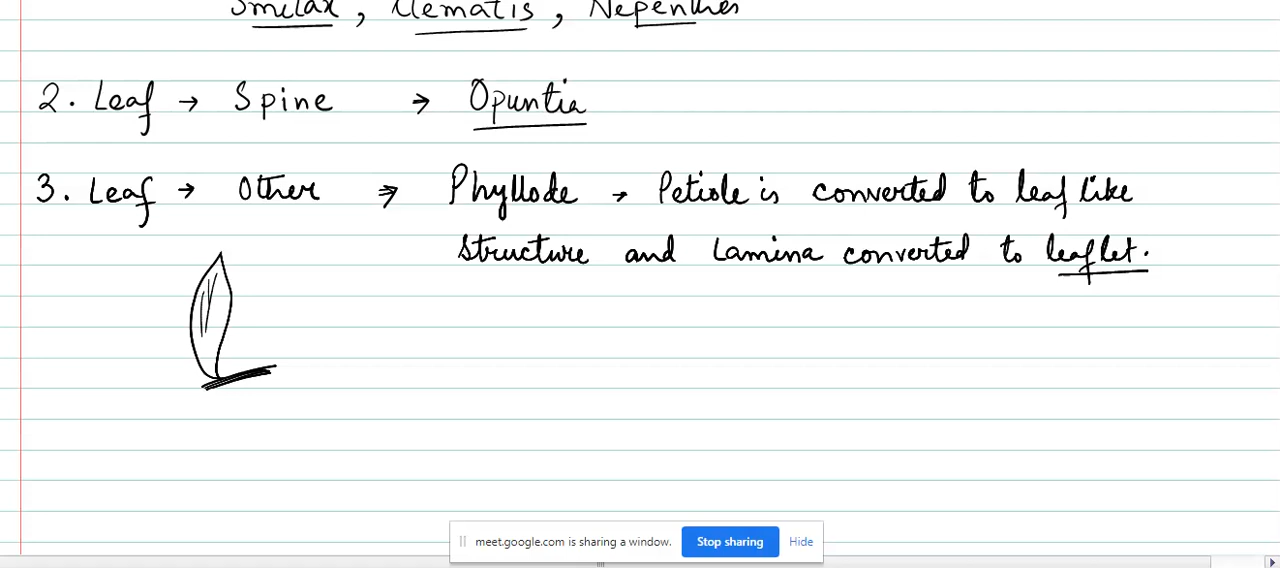 Smilax, Clematis, Nepenthes
2. Leaf → Spine → Opuntia
3. Leaf → Other → Phyllode → Petiole is converted to leaf like
structure and Lamina converted to leaflet.
meet.google.com is sharing a window. Stop sharing Hide